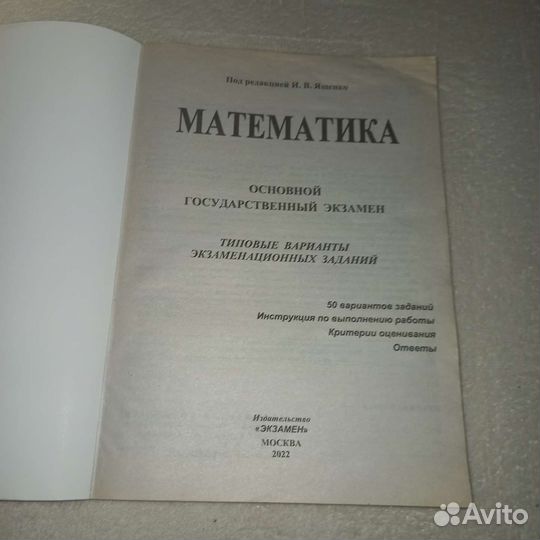 Под редакцией И. В. Ященко
МАТЕМАТИКА
ОСНОВНОЙ
ГОСУДАРСТВЕННЫЙ ЭКЗАМЕН
ТИПОВЫЕ ВАРИАНТЫ
ЭКЗАМЕНАЦИОННЫХ ЗАДАНИЙ
50 вариантов заданий
Инструкция по выполнению работы
Критерии оценивания
Ответы
Издательство
«ЭКЗАМЕН»
МОСКВА
2022
Avito